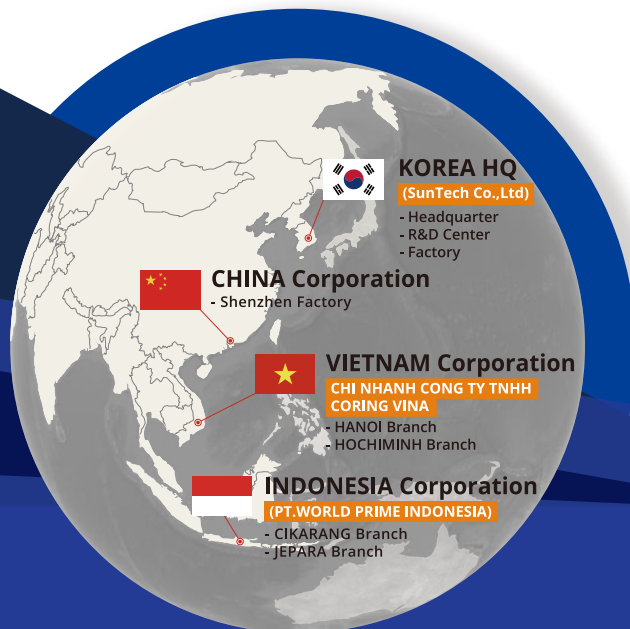 KOREA HQ
(SunTech Co.,Ltd)
- Headquarter
- R&D Center
- Factory
CHINA Corporation
- Shenzhen Factory
VIETNAM Corporation
CHI NHANH CONG TY TNHH
CORING VINA
- HANOI Branch
- HOCHIMINH Branch
INDONESIA Corporation
(PT.WORLD PRIME INDONESIA)
- CIKARANG Branch
- JEPARA Branch